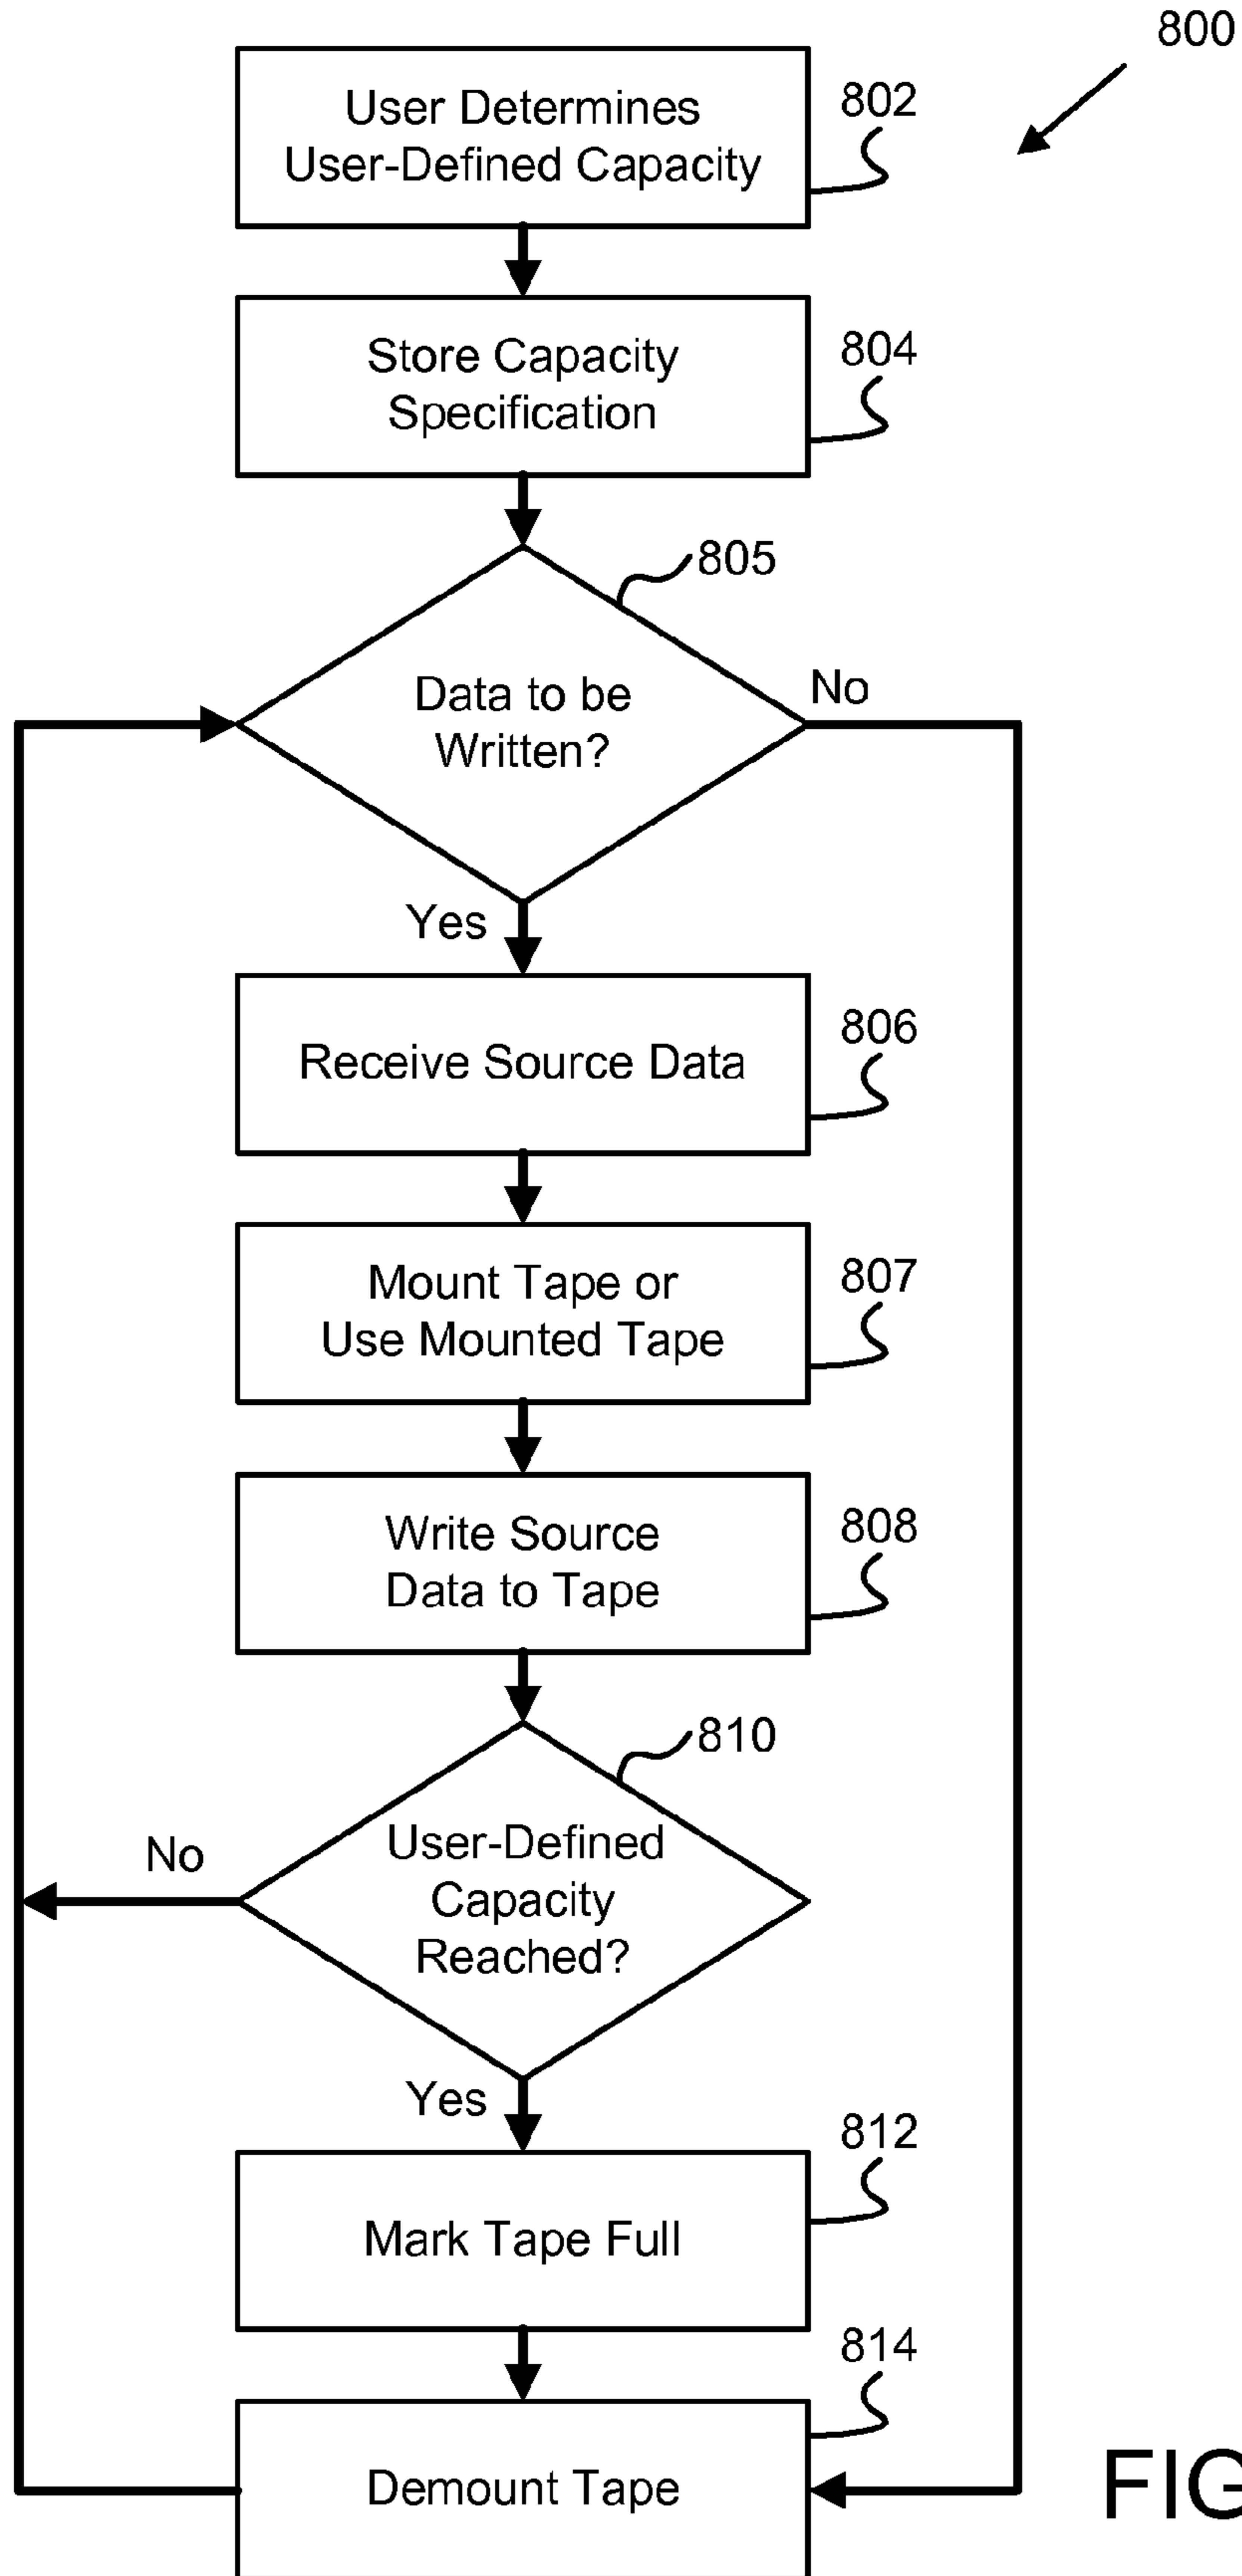 800
User Determines
User-Defined Capacity
802
Store Capacity
Specification
804
805
Data to be
Written?
No
Yes
Receive Source Data
806
Mount Tape or
Use Mounted Tape
807
Write Source
Data to Tape
808
810
User-Defined
Capacity
Reached?
No
Yes
812
Mark Tape Full
814
Demount Tape